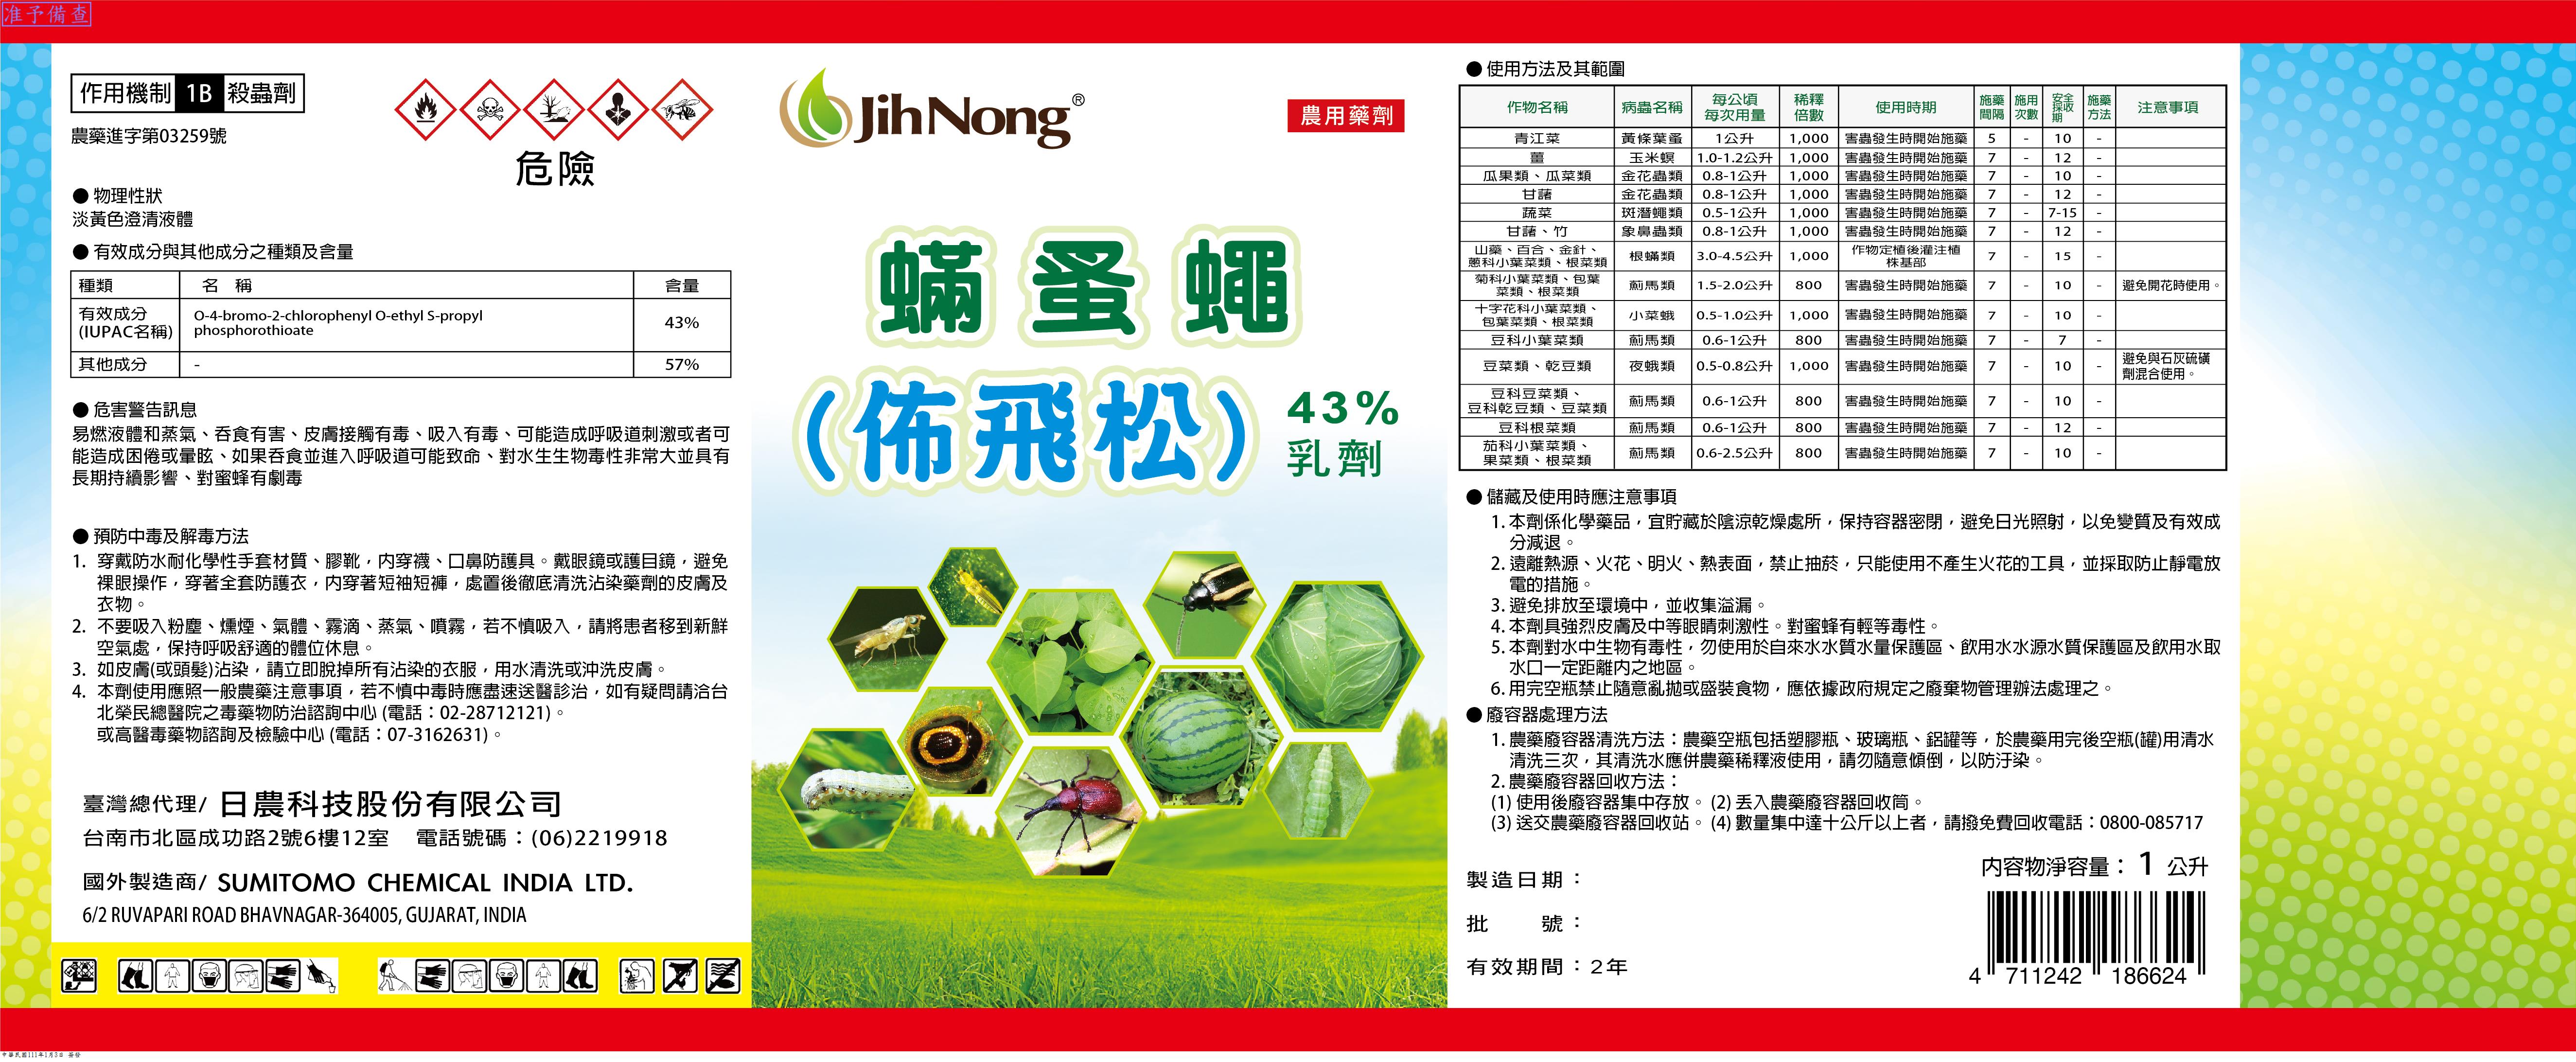 准予備查
作用機制 1B 殺蟲劑
農藥進字第03259號
危險
● 物理性狀
淡黃色澄清液體
● 有效成分與其他成分之種類及含量
種類 名 稱 含量
有效成分 (IUPAC名稱) O-4-bromo-2-chlorophenyl O-ethyl S-propyl phosphorothioate 43%
其他成分 - 57%
● 危害警告訊息
易燃液體和蒸氣、吞食有害、皮膚接觸有毒、吸入有毒、可能造成呼吸道刺激或者可
能造成困倦或暈眩、如果吞食並進入呼吸道可能致命、對水生生物毒性非常大並具有
長期持續影響、對蜜蜂有劇毒
● 預防中毒及解毒方法
1. 穿戴防水耐化學性手套材質、膠靴，內穿襪、口鼻防護具。戴眼鏡或護目鏡，避免
裸眼操作，穿著全套防護衣，內穿著短袖短褲，處置後徹底清洗沾染藥劑的皮膚及
衣物。
2. 不要吸入粉塵、燻煙、氣體、霧滴、蒸氣、噴霧，若不慎吸入，請將患者移到新鮮
空氣處，保持呼吸舒適的體位休息。
3. 如皮膚(或頭髮)沾染，請立即脫掉所有沾染的衣服，用水清洗或沖洗皮膚。
4. 本劑使用應照一般農藥注意事項，若不慎中毒時應盡速送醫診治，如有疑問請洽台
北榮民總醫院之毒藥物防治諮詢中心 (電話：02-28712121)。
或高醫毒藥物諮詢及檢驗中心 (電話：07-3162631)。
臺灣總代理/ 日農科技股份有限公司
台南市北區成功路2號6樓12室 電話號碼：(06)2219918
國外製造商/ SUMITOMO CHEMICAL INDIA LTD.
6/2 RUVAPARI ROAD BHAVNAGAR-364005, GUJARAT, INDIA
JihNong®
農用藥劑
蟎蚤蠅
(佈飛松)
43%
乳劑
● 使用方法及其範圍
作物名稱 病蟲名稱 每公頃每次用量 稀釋倍數 使用時期 施藥間隔 施用次數 安全採收期 施藥方法 注意事項
青江菜 黃條葉蚤 1公升 1,000 害蟲發生時開始施藥 5 - 10 -
薑 玉米螟 1.0-1.2公升 1,000 害蟲發生時開始施藥 7 - 12 -
瓜果類、瓜菜類 金花蟲類 0.8-1公升 1,000 害蟲發生時開始施藥 7 - 10 -
甘藷 金花蟲類 0.8-1公升 1,000 害蟲發生時開始施藥 7 - 12 -
蔬菜 斑潛蠅類 0.5-1公升 1,000 害蟲發生時開始施藥 7 - 7-15 -
甘藷、竹 象鼻蟲類 0.8-1公升 1,000 害蟲發生時開始施藥 7 - 12 -
山藥、百合、金針、蔥科小葉菜類、根菜類 根蟎類 3.0-4.5公升 1,000 作物定植後灌注植株基部 7 - 15 -
菊科小葉菜類、包葉菜類、根菜類 薊馬類 1.5-2.0公升 800 害蟲發生時開始施藥 7 - 10 - 避免開花時使用。
十字花科小葉菜類、包葉菜類、根菜類 小菜蛾 0.5-1.0公升 1,000 害蟲發生時開始施藥 7 - 10 -
豆科小葉菜類 薊馬類 0.6-1公升 800 害蟲發生時開始施藥 7 - 7 -
豆菜類、乾豆類 夜蛾類 0.5-0.8公升 1,000 害蟲發生時開始施藥 7 - 10 - 避免與石灰硫磺劑混合使用。
豆科豆菜類、豆科乾豆類、豆菜類 薊馬類 0.6-1公升 800 害蟲發生時開始施藥 7 - 10 -
豆科根菜類 薊馬類 0.6-1公升 800 害蟲發生時開始施藥 7 - 12 -
茄科小葉菜類、果菜類、根菜類 薊馬類 0.6-2.5公升 800 害蟲發生時開始施藥 7 - 10 -
● 儲藏及使用時應注意事項
1. 本劑係化學藥品，宜貯藏於陰涼乾燥處所，保持容器密閉，避免日光照射，以免變質及有效成
分減退。
2. 遠離熱源、火花、明火、熱表面，禁止抽菸，只能使用不產生火花的工具，並採取防止靜電放
電的措施。
3. 避免排放至環境中，並收集溢漏。
4. 本劑具強烈皮膚及中等眼睛刺激性。對蜜蜂有輕等毒性。
5. 本劑對水中生物有毒性，勿使用於自來水水質水量保護區、飲用水水源水質保護區及飲用水取
水口一定距離內之地區。
6. 用完空瓶禁止隨意亂拋或盛裝食物，應依據政府規定之廢棄物管理辦法處理之。
● 廢容器處理方法
1. 農藥廢容器清洗方法：農藥空瓶包括塑膠瓶、玻璃瓶、鋁罐等，於農藥用完後空瓶(罐)用清水
清洗三次，其清洗水應併農藥稀釋液使用，請勿隨意傾倒，以防汙染。
2. 農藥廢容器回收方法：
(1) 使用後廢容器集中存放。 (2) 丟入農藥廢容器回收筒。
(3) 送交農藥廢容器回收站。 (4) 數量集中達十公斤以上者，請撥免費回收電話：0800-085717
內容物淨容量： 1 公升
製造日期：
批 號：
有效期間：2年
4 711242 186624
中華民國111年1月3日